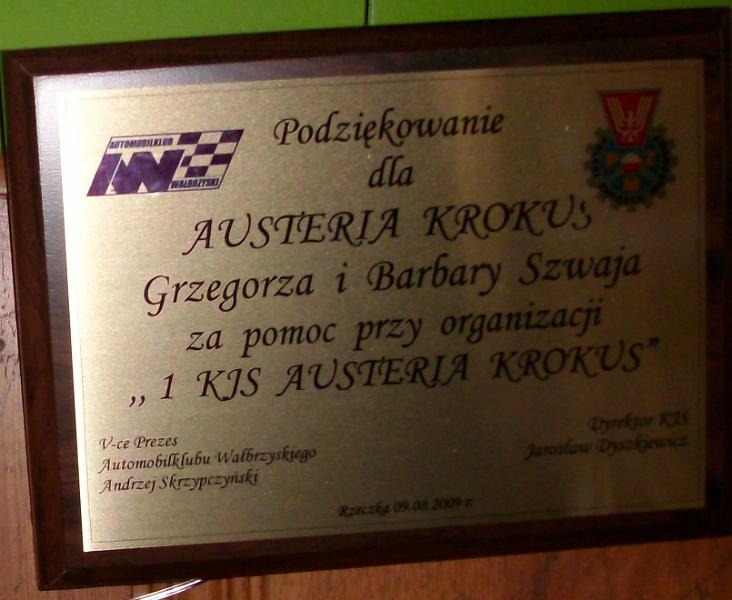 AUTOMOBILKLUB
WAŁBRZYSKI
Podziękowanie
dla
AUSTERIA KROKUS
Grzegorza i Barbary Szwaja
za pomoc przy organizacji
,, 1 KJS AUSTERIA KROKUS”
V-ce Prezes
Automobilklubu Wałbrzyskiego
Andrzej Skrzypczyński
Dyrektor KJS
Jarosław Dyszkiewicz
Rzeczka 09.08.2009 r.